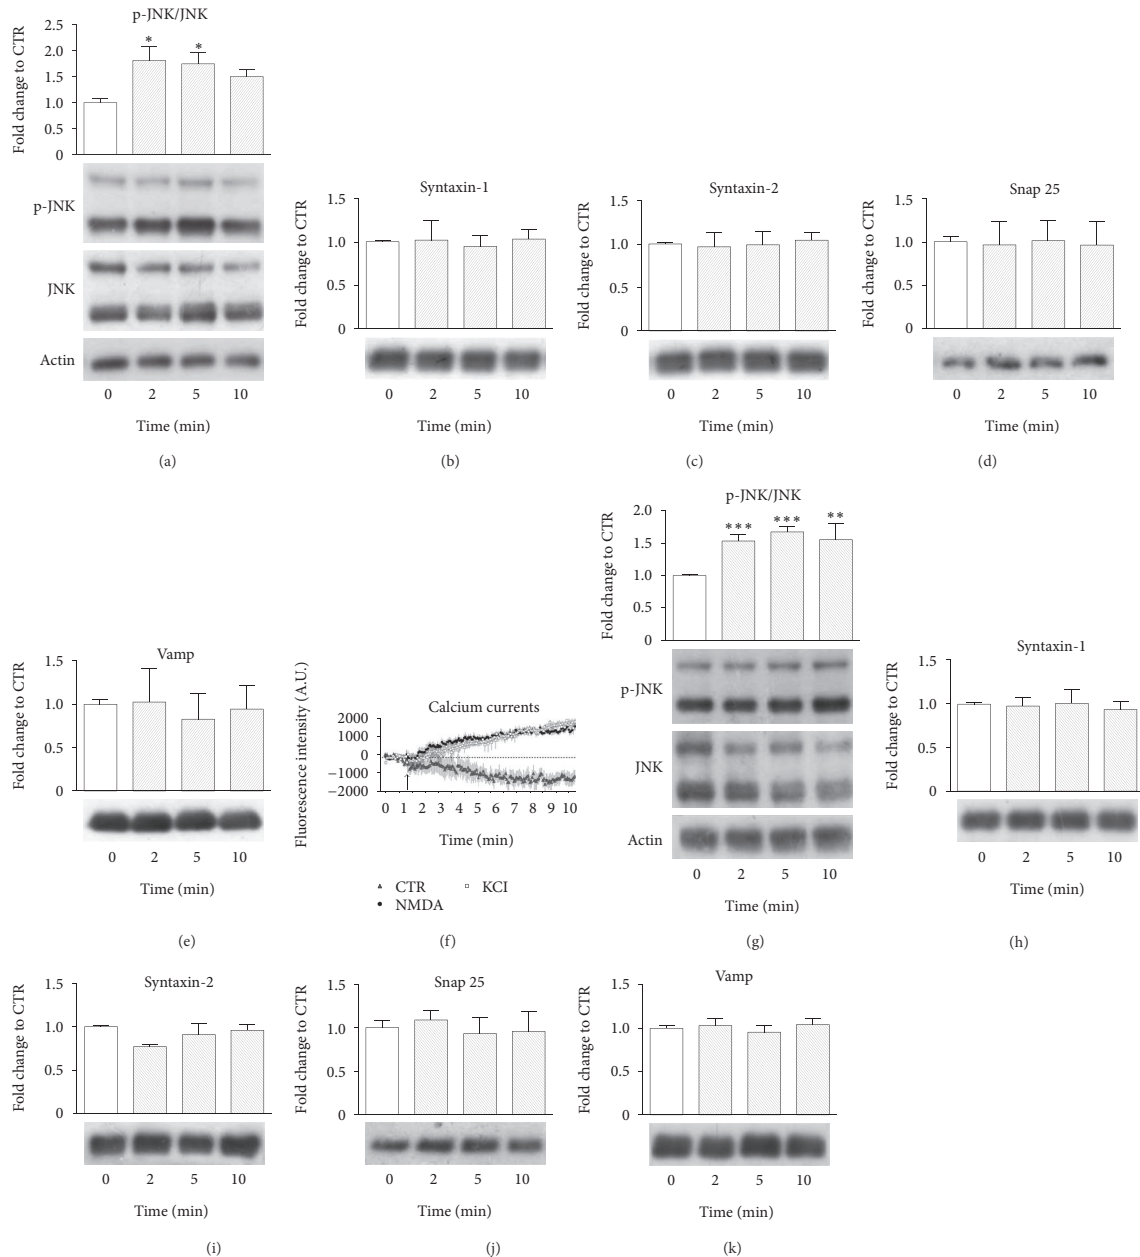 p-JNK/JNK
Fold change to CTR
2.5
2.0
1.5
1.0
0.5
0
* *
p-JNK
JNK
Actin
0 2 5 10
Time (min)
(a)
Syntaxin-1
Fold change to CTR
1.5
1.0
0.5
0
0 2 5 10
Time (min)
(b)
Syntaxin-2
Fold change to CTR
1.5
1.0
0.5
0
0 2 5 10
Time (min)
(c)
Snap 25
Fold change to CTR
1.5
1.0
0.5
0
0 2 5 10
Time (min)
(d)
Vamp
Fold change to CTR
1.5
1.0
0.5
0
0 2 5 10
Time (min)
(e)
Calcium currents
Fluorescence intensity (A.U.)
2000
1000
0
−1000
−2000
0 1 2 3 4 5 6 7 8 9 10
Time (min)
CTR KCI
NMDA
(f)
p-JNK/JNK
Fold change to CTR
2.0
1.5
1.0
0.5
0
*** *** **
p-JNK
JNK
Actin
0 2 5 10
Time (min)
(g)
Syntaxin-1
Fold change to CTR
1.5
1.0
0.5
0
0 2 5 10
Time (min)
(h)
Syntaxin-2
Fold change to CTR
1.5
1.0
0.5
0
0 2 5 10
Time (min)
(i)
Snap 25
Fold change to CTR
1.5
1.0
0.5
0
0 2 5 10
Time (min)
(j)
Vamp
Fold change to CTR
1.5
1.0
0.5
0
0 2 5 10
Time (min)
(k)